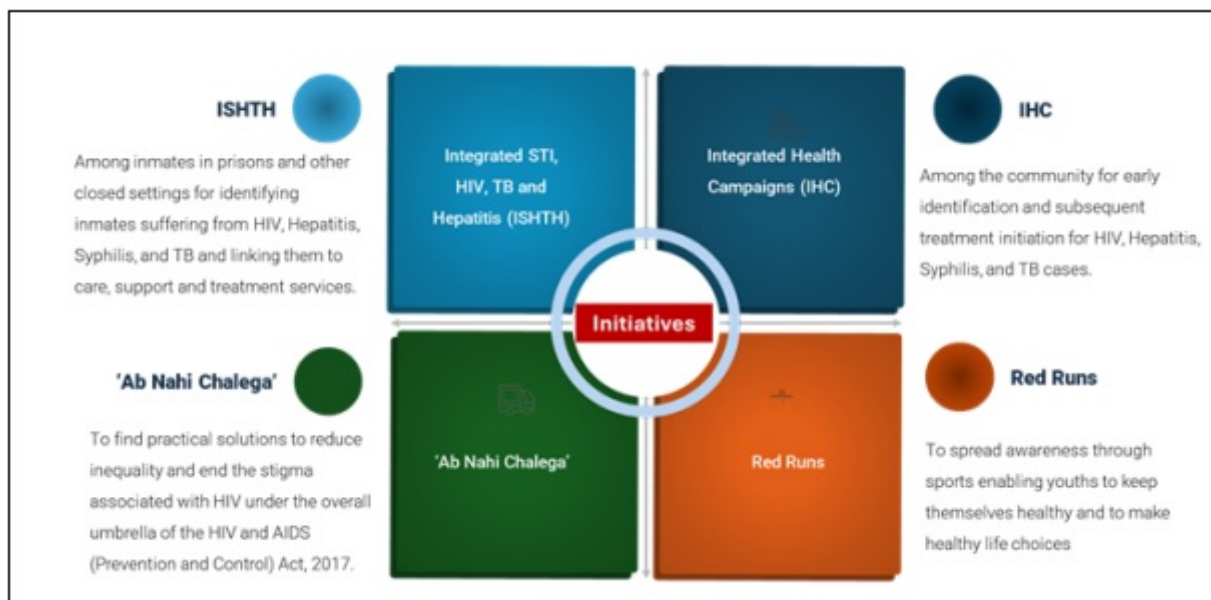 ISHTH
Among inmates in prisons and other
closed settings for identifying
inmates suffering from HIV, Hepatitis,
Syphilis, and TB and linking them to
care, support and treatment services.
Integrated STI,
HIV, TB and
Hepatitis (ISHTH)
Integrated Health
Campaigns (IHC)
IHC
Among the community for early
identification and subsequent
treatment initiation for HIV, Hepatitis,
Syphilis, and TB cases.
Initiatives
'Ab Nahi Chalega'
To find practical solutions to reduce
inequality and end the stigma
associated with HIV under the overall
umbrella of the HIV and AIDS
(Prevention and Control) Act, 2017.
'Ab Nahi Chalega'
Red Runs
Red Runs
To spread awareness through
sports enabling youths to keep
themselves healthy and to make
healthy life choices